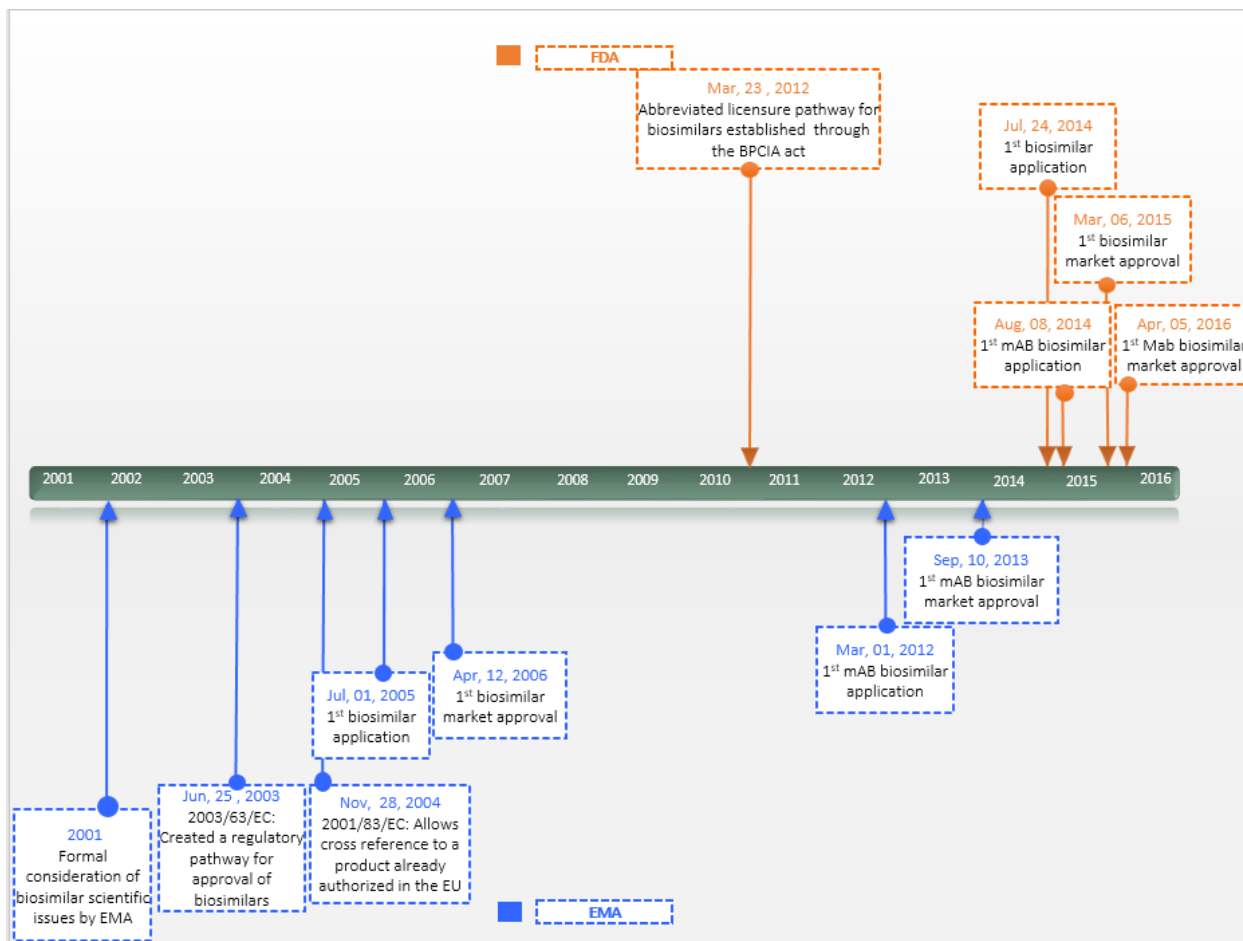 FDA
Mar, 23 , 2012
Abbreviated licensure pathway for
biosimilars established through
the BPCIA act
Jul, 24, 2014
1st biosimilar
application
Mar, 06, 2015
1st biosimilar
market approval
Aug, 08, 2014
1st mAB biosimilar
application
Apr, 05, 2016
1st Mab biosimilar
market approval
2001 2002 2003 2004 2005 2006 2007 2008 2009 2010 2011 2012 2013 2014 2015 2016
Sep, 10, 2013
1st mAB biosimilar
market approval
Mar, 01, 2012
1st mAB biosimilar
application
Apr, 12, 2006
1st biosimilar
market approval
Jul, 01, 2005
1st biosimilar
application
Jun, 25 , 2003
2003/63/EC:
Created a regulatory
pathway for
approval of
biosimilars
Nov, 28, 2004
2001/83/EC: Allows
cross reference to a
product already
authorized in the EU
2001
Formal
consideration of
biosimilar scientific
issues by EMA
EMA